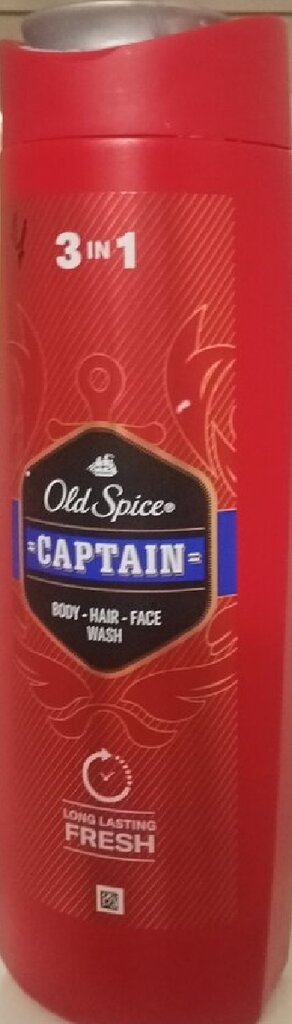 3 IN 1
Old Spice®
CAPTAIN
BODY - HAIR - FACE
WASH
LONG LASTING
FRESH